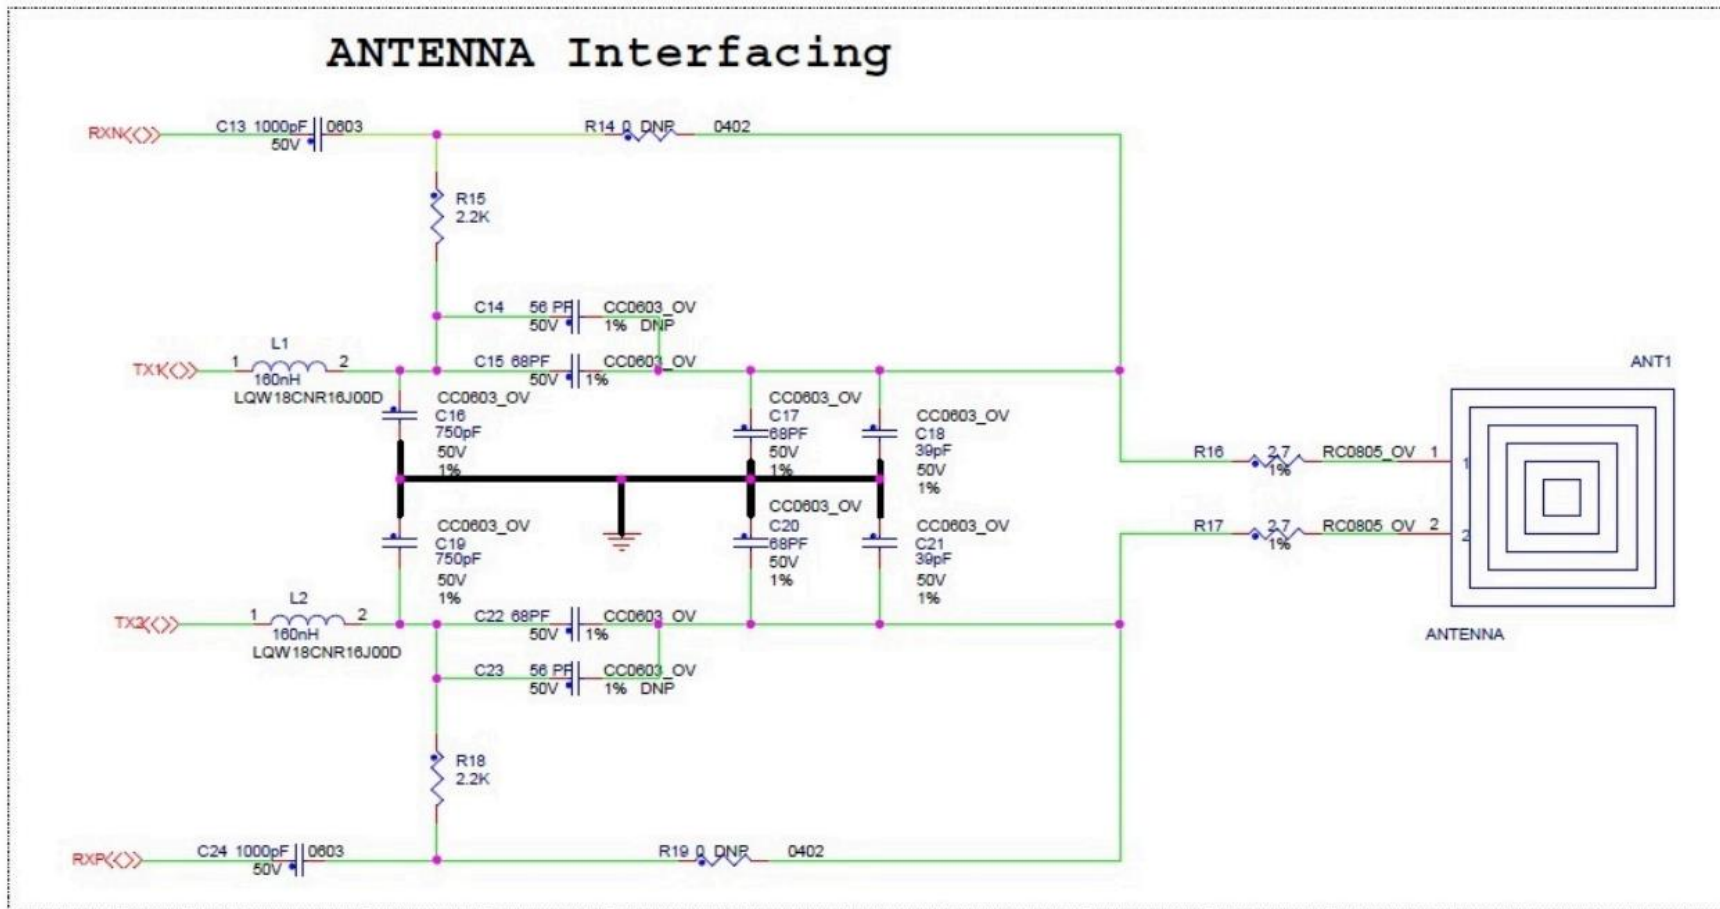 ANTENNA Interfacing
RXN
C13 1000pF 0603
50V
R14 0 DNP 0402
R15
2.2K
C14 56 PF CC0603_OV
50V 1% DNP
L1
TX1 1 2
160nH
LQW18CNR16J00D
C15 68PF CC0603_OV
50V 1%
CC0603_OV
C16
750pF
50V
1%
CC0603_OV
C17
68PF
50V
1%
CC0603_OV
C18
39pF
50V
1%
ANT1
R16 2.7 RC0805_OV 1
1%
1
R17 2.7 RC0805_OV 2
1%
2
ANTENNA
CC0603_OV
C19
750pF
50V
1%
CC0603_OV
C20
68PF
50V
1%
CC0603_OV
C21
39pF
50V
1%
L2
TX2 1 2
160nH
LQW18CNR16J00D
C22 68PF CC0603_OV
50V 1%
C23 56 PF CC0603_OV
50V 1% DNP
R18
2.2K
RXP
C24 1000pF 0603
50V
R19 0 DNP 0402